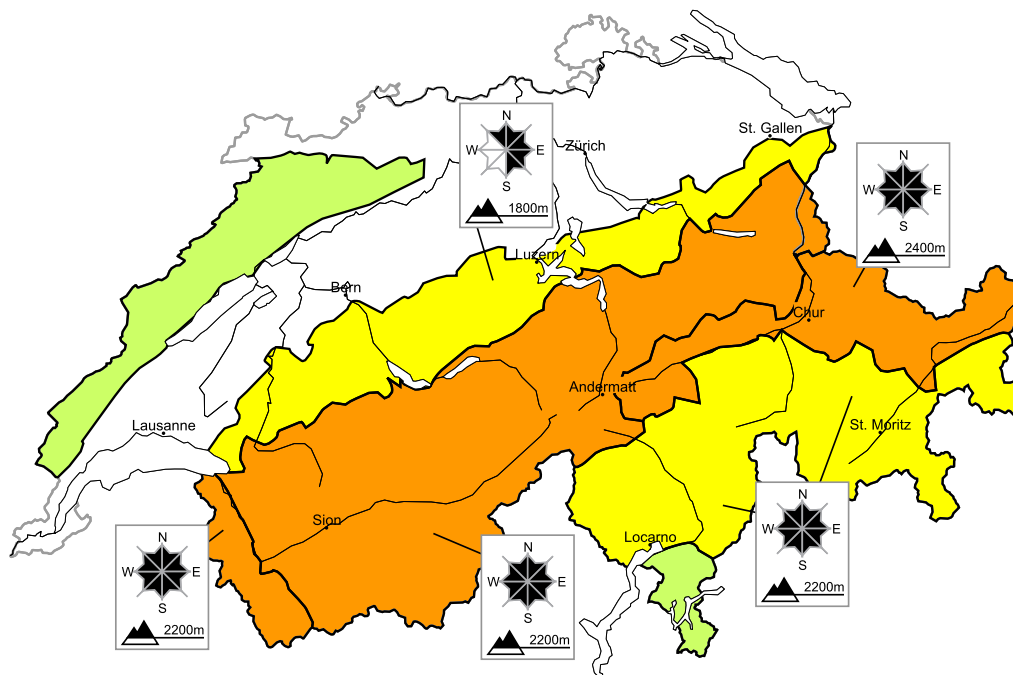 St. Gallen
Zürich
N
W E
S
1800m
N
W E
S
2400m
Luzern
Bern
Chur
Andermatt
Lausanne
St. Moritz
Sion
Locarno
N
W E
S
2200m
N
W E
S
2200m
N
W E
S
2200m